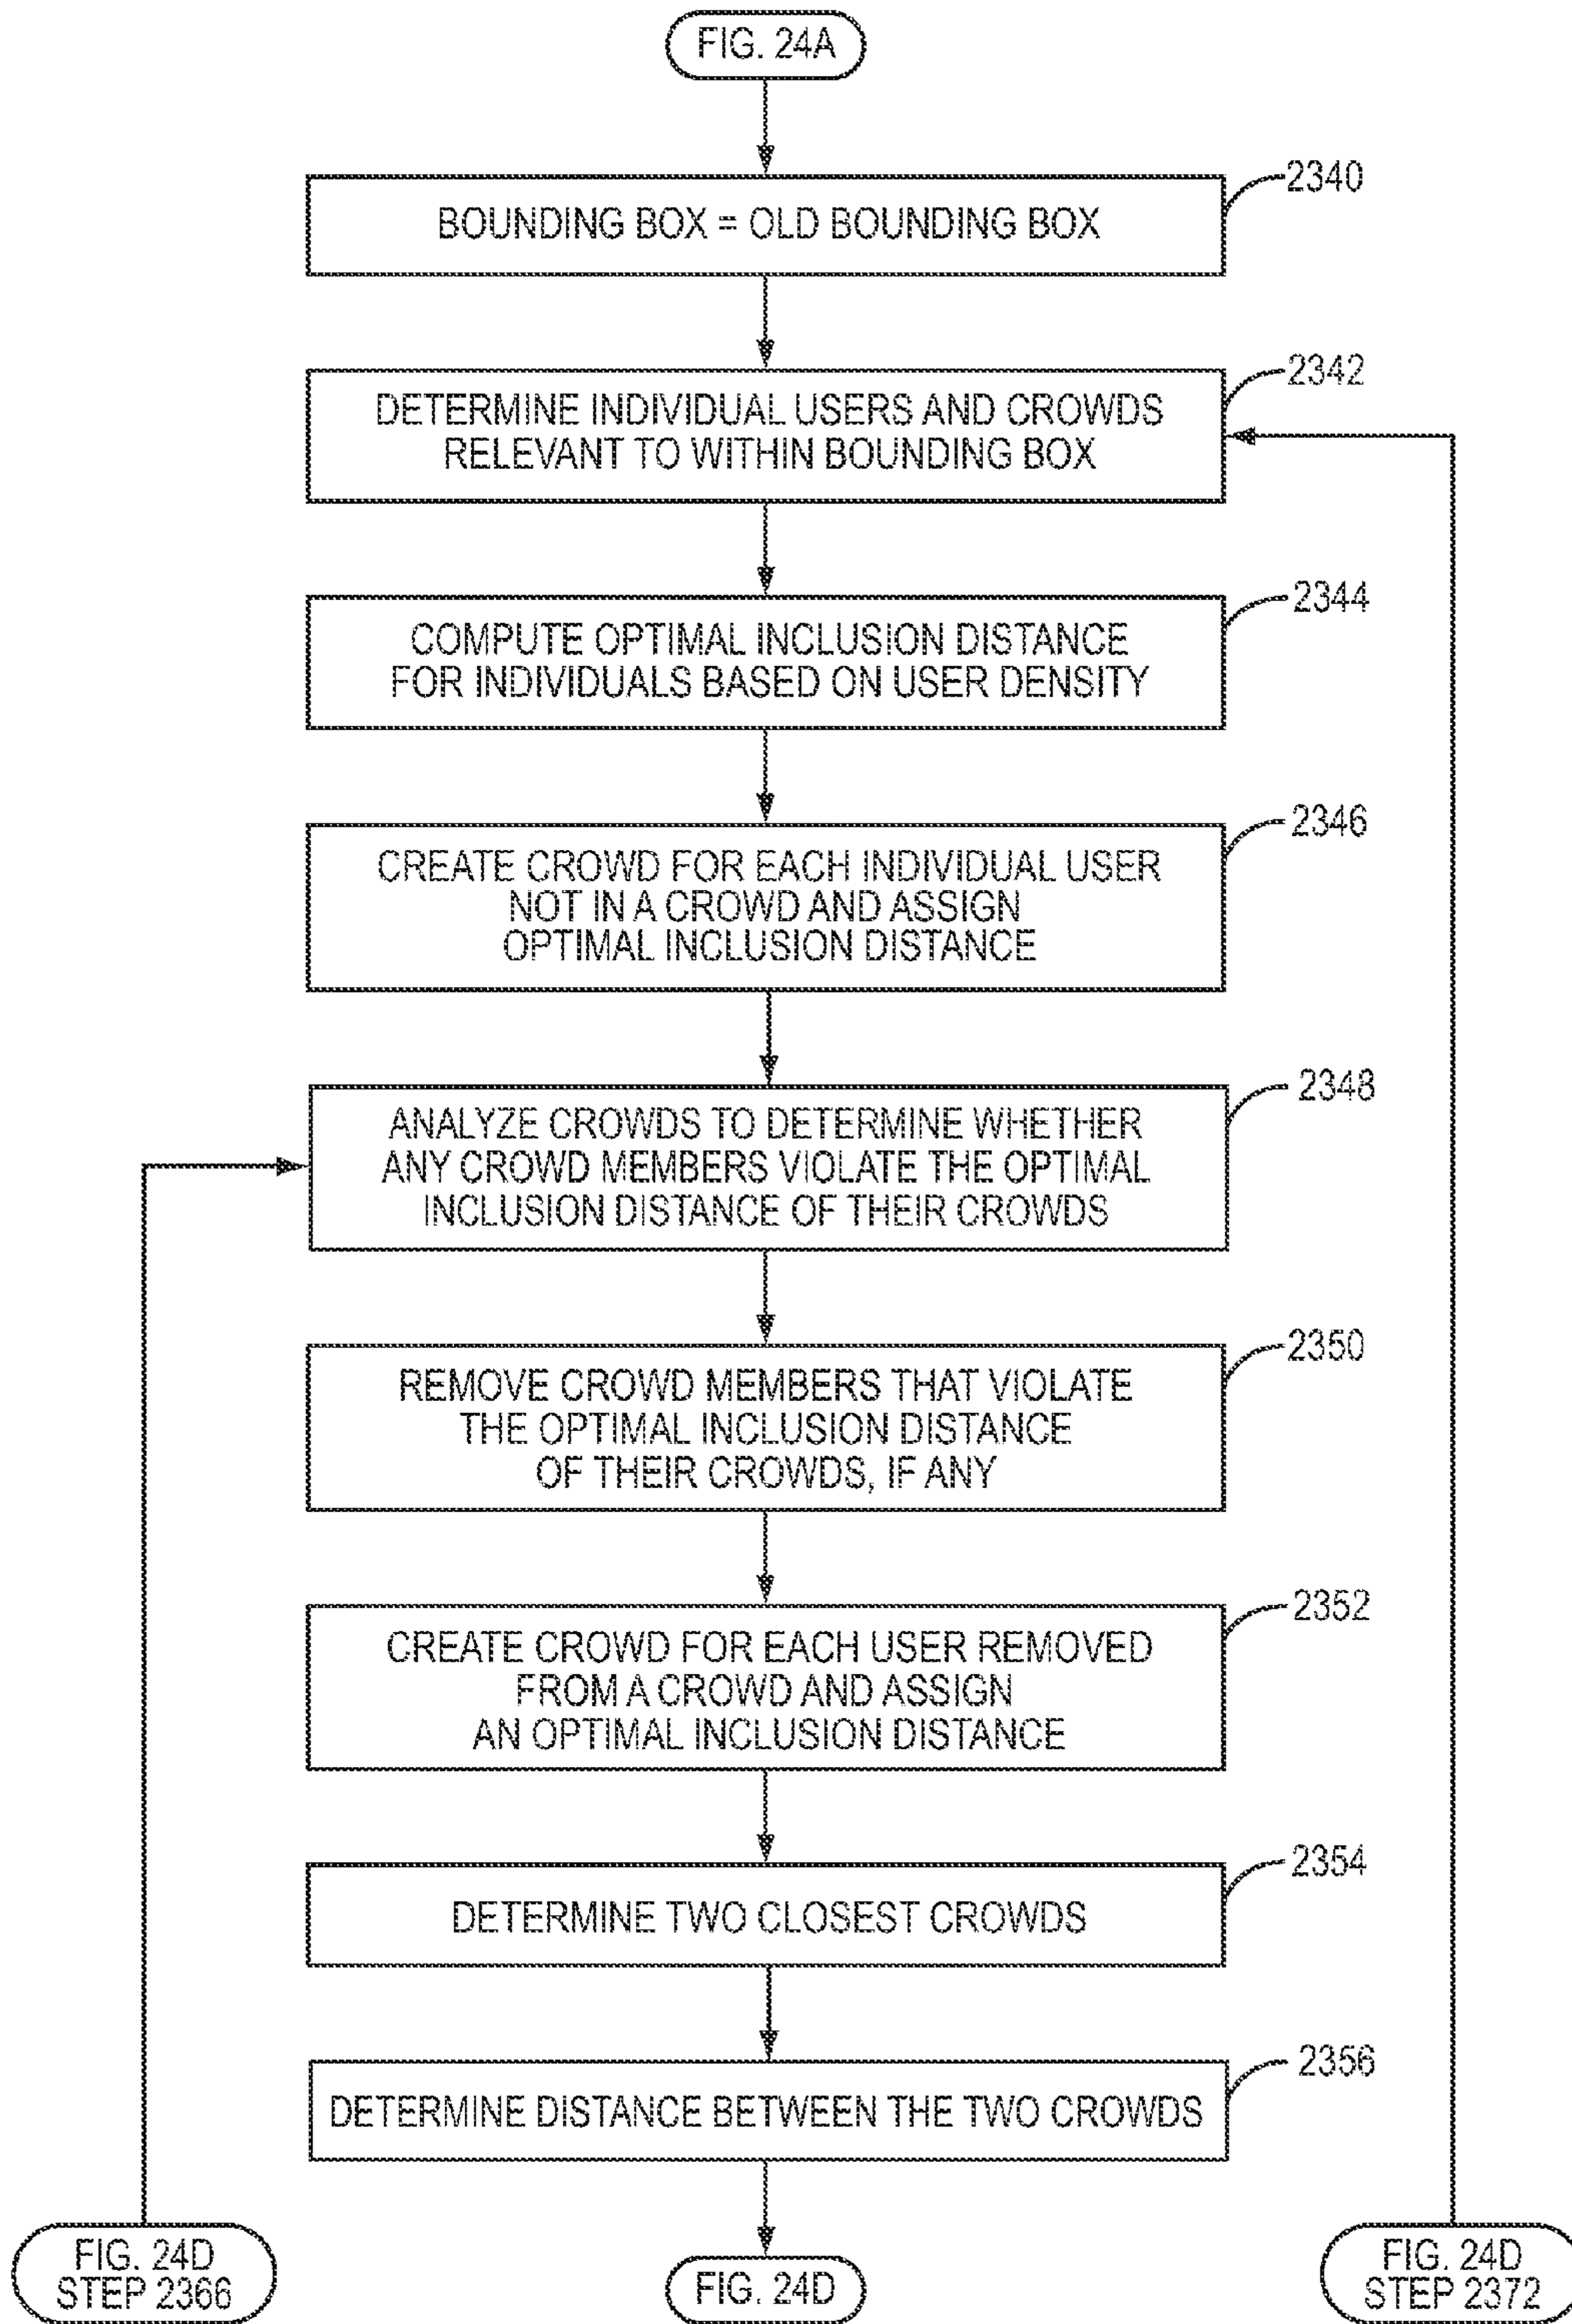 FIG. 24A
2340
BOUNDING BOX = OLD BOUNDING BOX
2342
DETERMINE INDIVIDUAL USERS AND CROWDS
RELEVANT TO WITHIN BOUNDING BOX
2344
COMPUTE OPTIMAL INCLUSION DISTANCE
FOR INDIVIDUALS BASED ON USER DENSITY
2346
CREATE CROWD FOR EACH INDIVIDUAL USER
NOT IN A CROWD AND ASSIGN
OPTIMAL INCLUSION DISTANCE
2348
ANALYZE CROWDS TO DETERMINE WHETHER
ANY CROWD MEMBERS VIOLATE THE OPTIMAL
INCLUSION DISTANCE OF THEIR CROWDS
2350
REMOVE CROWD MEMBERS THAT VIOLATE
THE OPTIMAL INCLUSION DISTANCE
OF THEIR CROWDS, IF ANY
2352
CREATE CROWD FOR EACH USER REMOVED
FROM A CROWD AND ASSIGN
AN OPTIMAL INCLUSION DISTANCE
2354
DETERMINE TWO CLOSEST CROWDS
2356
DETERMINE DISTANCE BETWEEN THE TWO CROWDS
FIG. 24D
STEP 2366
FIG. 24D
FIG. 24D
STEP 2372